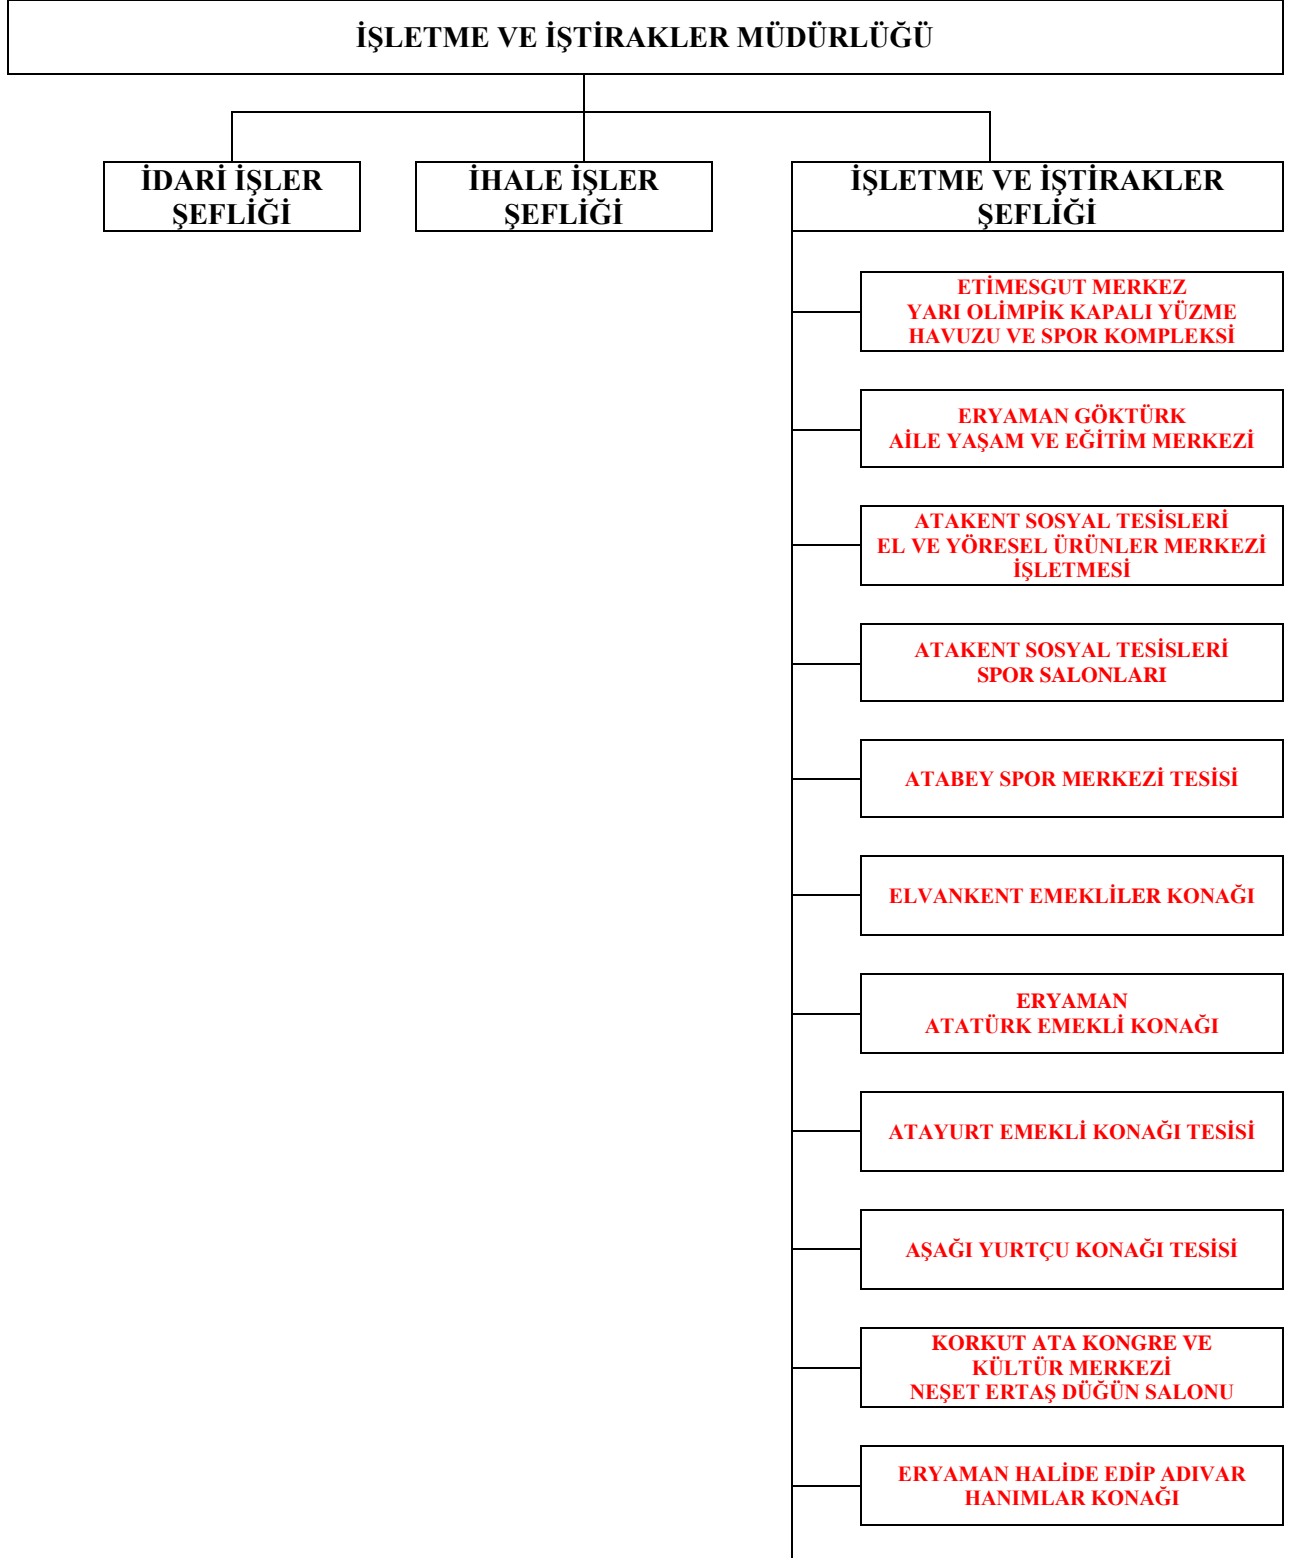 İŞLETME VE İŞTİRAKLER MÜDÜRLÜĞÜ
İDARİ İŞLER
ŞEFLİĞİ
İHALE İŞLER
ŞEFLİĞİ
İŞLETME VE İŞTİRAKLER
ŞEFLİĞİ
ETİMESGUT MERKEZ
YARI OLİMPİK KAPALI YÜZME
HAVUZU VE SPOR KOMPLEKSİ
ERYAMAN GÖKTÜRK
AİLE YAŞAM VE EĞİTİM MERKEZİ
ATAKENT SOSYAL TESİSLERİ
EL VE YÖRESEL ÜRÜNLER MERKEZİ
İŞLETMESİ
ATAKENT SOSYAL TESİSLERİ
SPOR SALONLARI
ATABEY SPOR MERKEZİ TESİSİ
ELVANKENT EMEKLİLER KONAĞI
ERYAMAN
ATATÜRK EMEKLİ KONAĞI
ATAYURT EMEKLİ KONAĞI TESİSİ
AŞAĞI YURTÇU KONAĞI TESİSİ
KORKUT ATA KONGRE VE
KÜLTÜR MERKEZİ
NEŞET ERTAŞ DÜĞÜN SALONU
ERYAMAN HALİDE EDİP ADIVAR
HANIMLAR KONAĞI